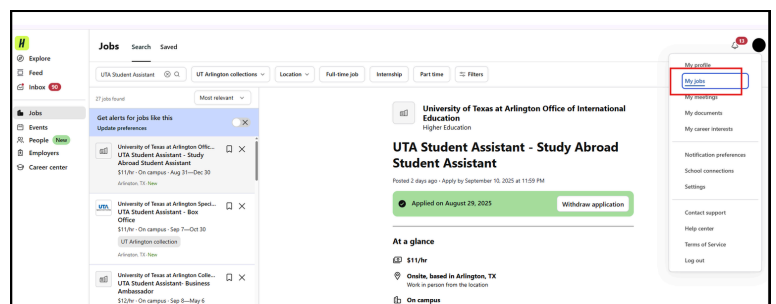 H
Explore
Feed
Inbox 90
Jobs
Events
People New
Employers
Career center
Jobs Search Saved
UTA Student Assistant
UT Arlington collections
Location
Full-time job
Internship
Part time
Filters
27 jobs found
Most relevant
Get alerts for jobs like this
Update preferences
University of Texas at Arlington Offic...
UTA Student Assistant - Study
Abroad Student Assistant
$11/hr · On campus · Aug 31—Dec 30
Arlington, TX · New
UTA
University of Texas at Arlington Speci...
UTA Student Assistant - Box
Office
$11/hr · On campus · Sep 7—Oct 30
UT Arlington collection
Arlington, TX · New
University of Texas at Arlington Colle...
UTA Student Assistant- Business
Ambassador
$12/hr · On campus · Sep 8—May 6
University of Texas at Arlington Office of International
Education
Higher Education
UTA Student Assistant - Study Abroad
Student Assistant
Posted 2 days ago · Apply by September 10, 2025 at 11:59 PM
Applied on August 29, 2025
Withdraw application
At a glance
$11/hr
Onsite, based in Arlington, TX
Work in person from the location
On campus
My profile
My jobs
My meetings
My documents
My career interests
Notification preferences
School connections
Settings
Contact support
Help center
Terms of Service
Log out